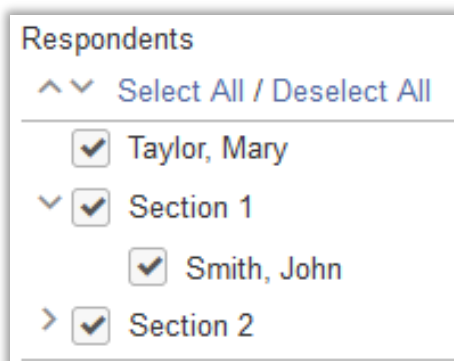 Respondents
Select All / Deselect All
Taylor, Mary
Section 1
Smith, John
Section 2